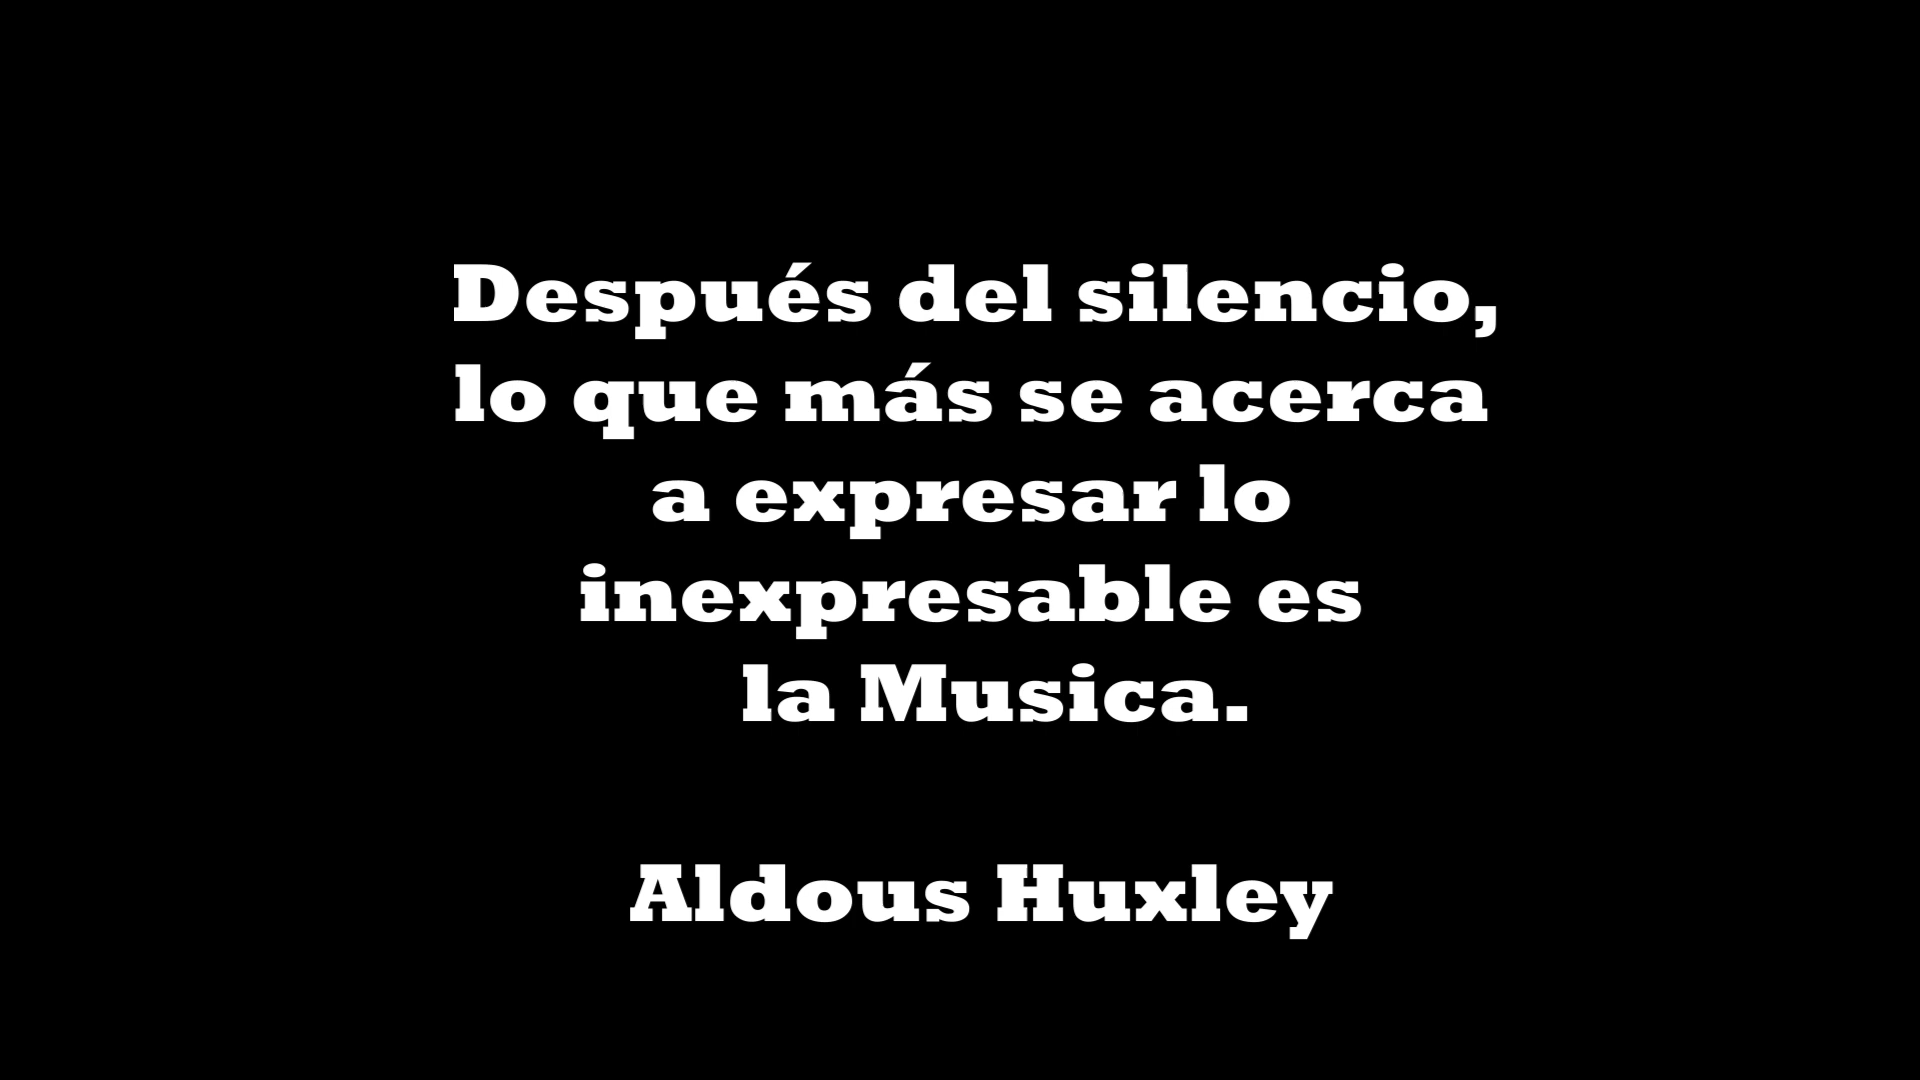 Después del silencio,
lo que más se acerca
a expresar lo
inexpresable es
la Musica.
Aldous Huxley